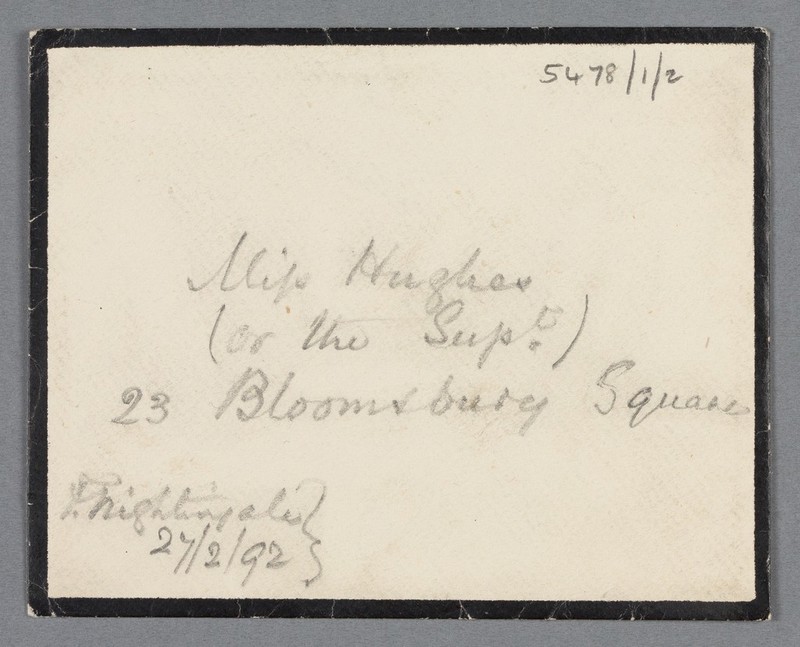 5478/1/2
Miss Hughes
(or the Supt.)
23 Bloomsbury Square
F. Nightingale }
27/2/92